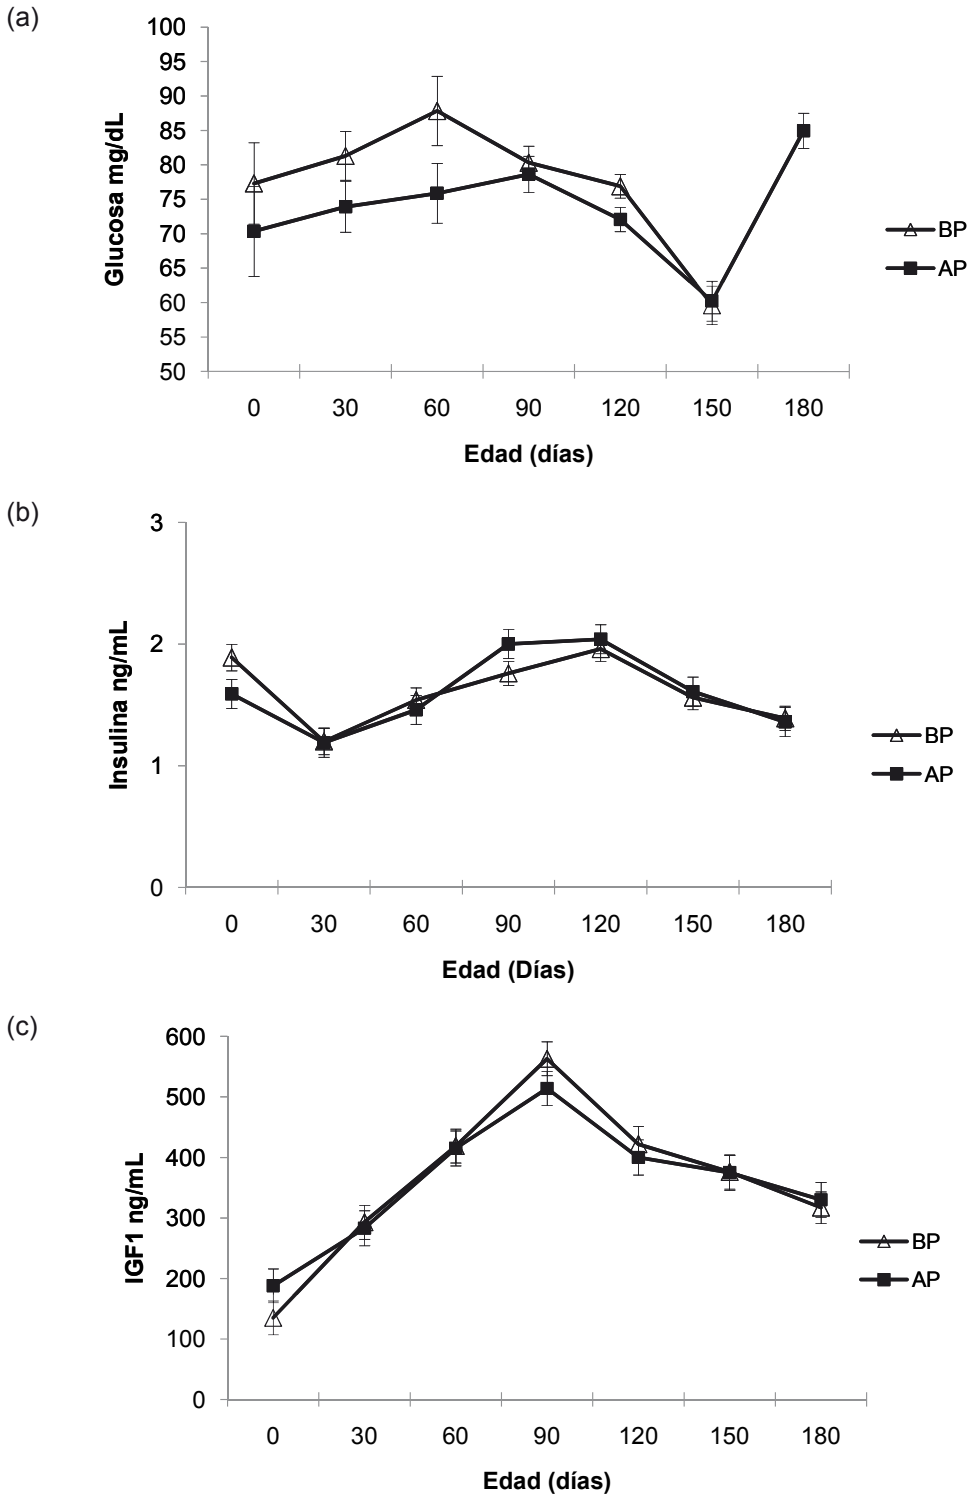 (a)
Glucosa mg/dL
100
95
90
85
80
75
70
65
60
55
50
0 30 60 90 120 150 180
Edad (días)
BP
AP
(b)
Insulina ng/mL
3
2
1
0
0 30 60 90 120 150 180
Edad (Días)
BP
AP
(c)
IGF1 ng/mL
600
500
400
300
200
100
0
0 30 60 90 120 150 180
Edad (días)
BP
AP